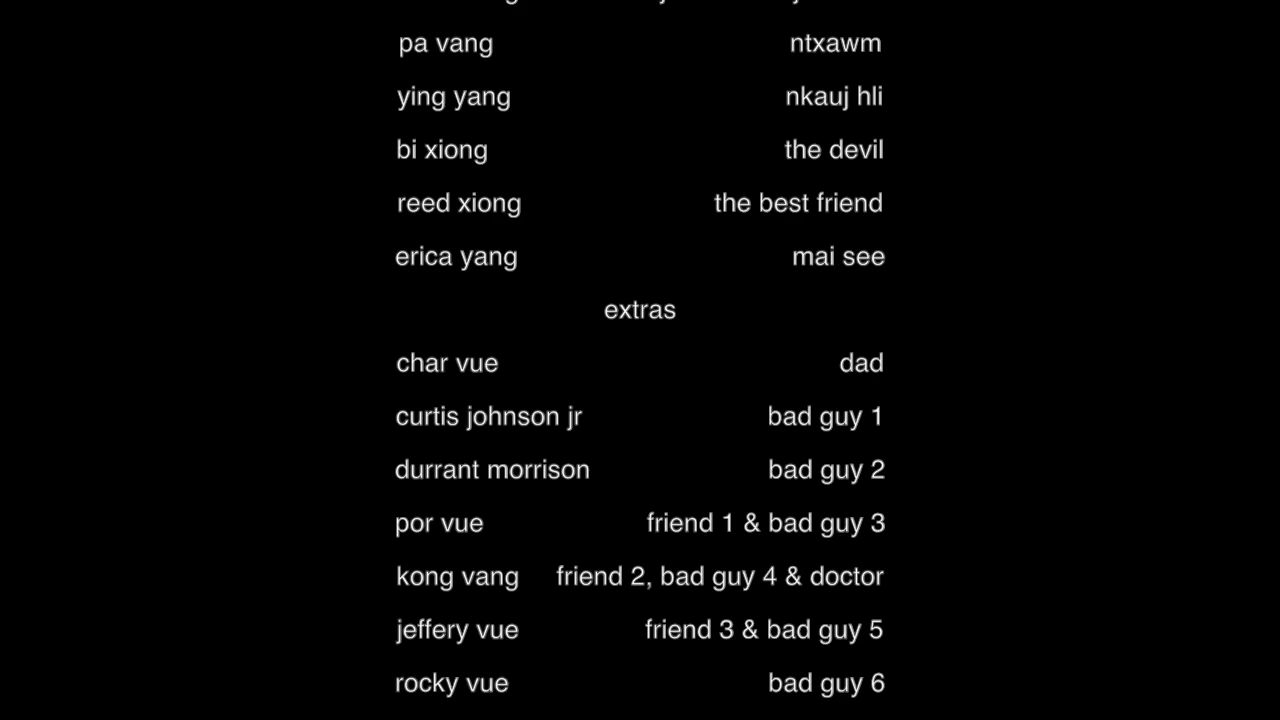 pa vang ntxawm
ying yang nkauj hli
bi xiong the devil
reed xiong the best friend
erica yang mai see
extras
char vue dad
curtis johnson jr bad guy 1
durrant morrison bad guy 2
por vue friend 1 & bad guy 3
kong vang friend 2, bad guy 4 & doctor
jeffery vue friend 3 & bad guy 5
rocky vue bad guy 6